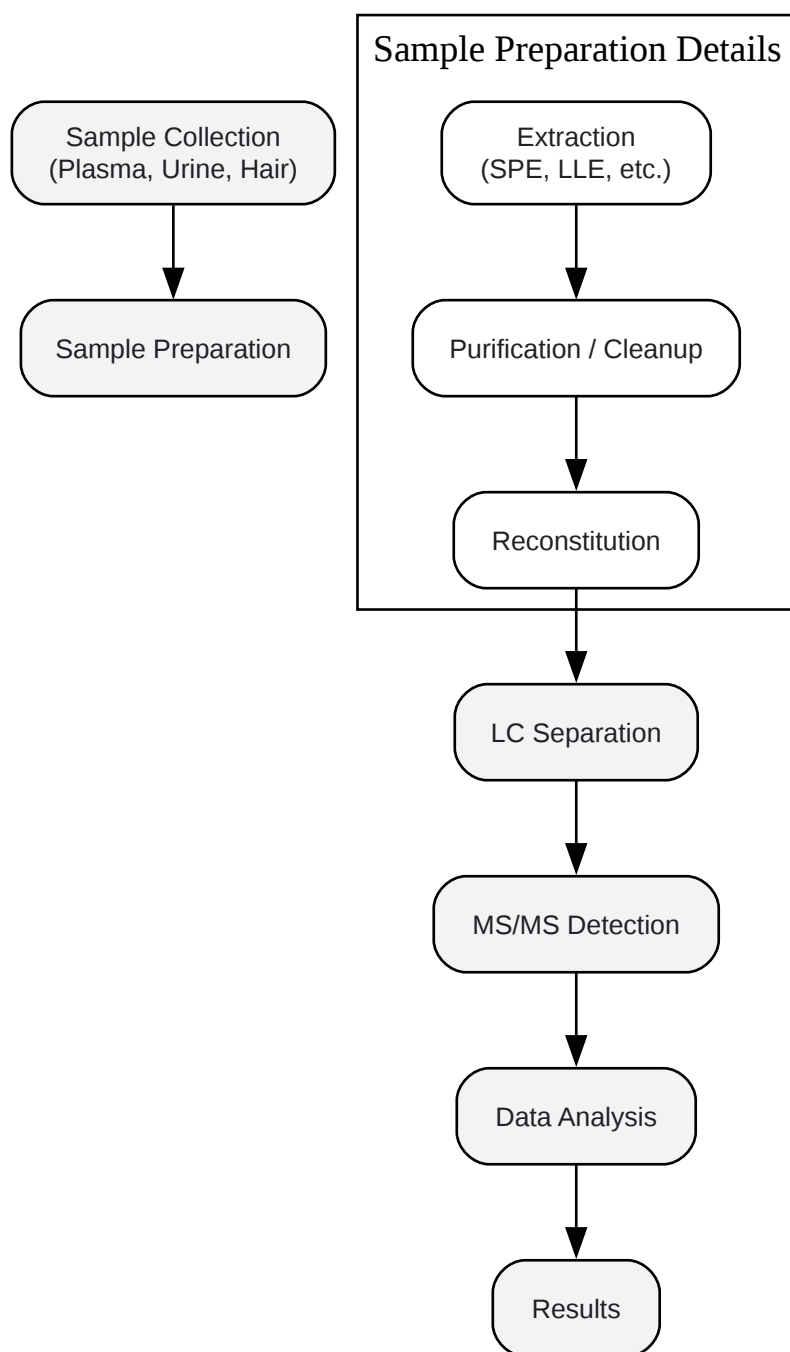 Sample Preparation Details
Sample Collection
(Plasma, Urine, Hair)
Sample Preparation
Extraction
(SPE, LLE, etc.)
Purification / Cleanup
Reconstitution
LC Separation
MS/MS Detection
Data Analysis
Results